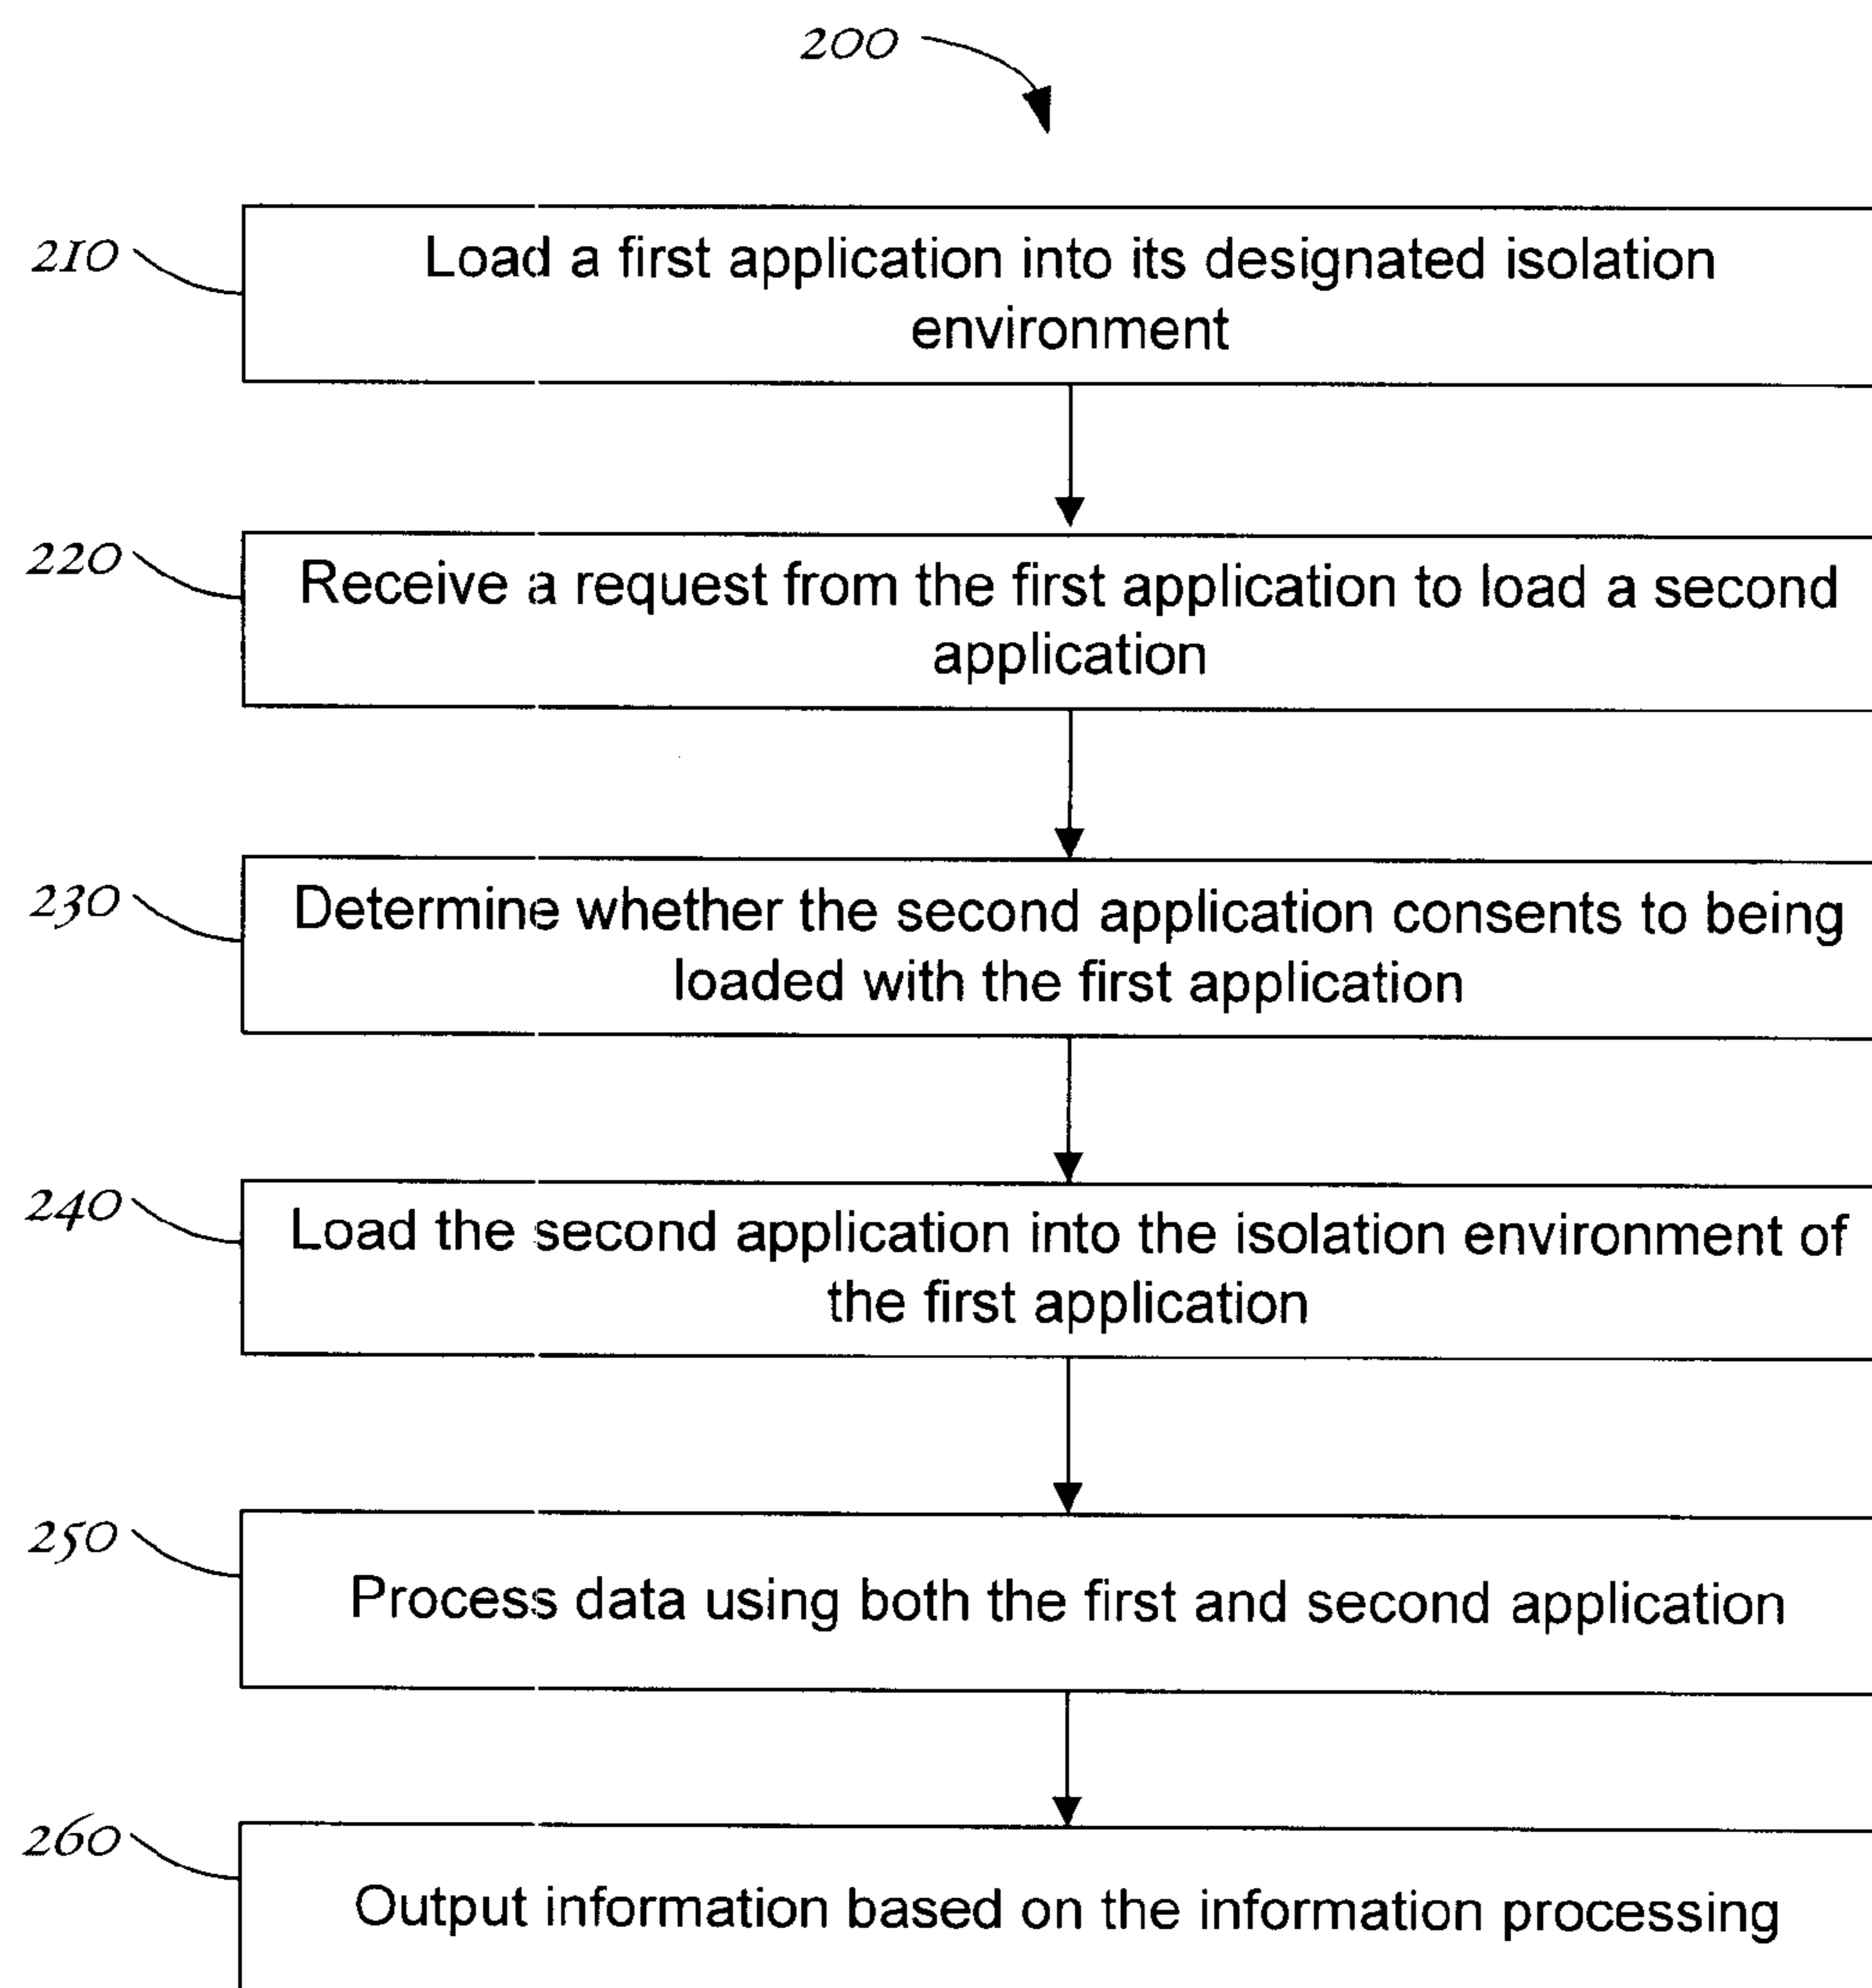 200
210
Load a first application into its designated isolation
environment
220
Receive a request from the first application to load a second
application
230
Determine whether the second application consents to being
loaded with the first application
240
Load the second application into the isolation environment of
the first application
250
Process data using both the first and second application
260
Output information based on the information processing